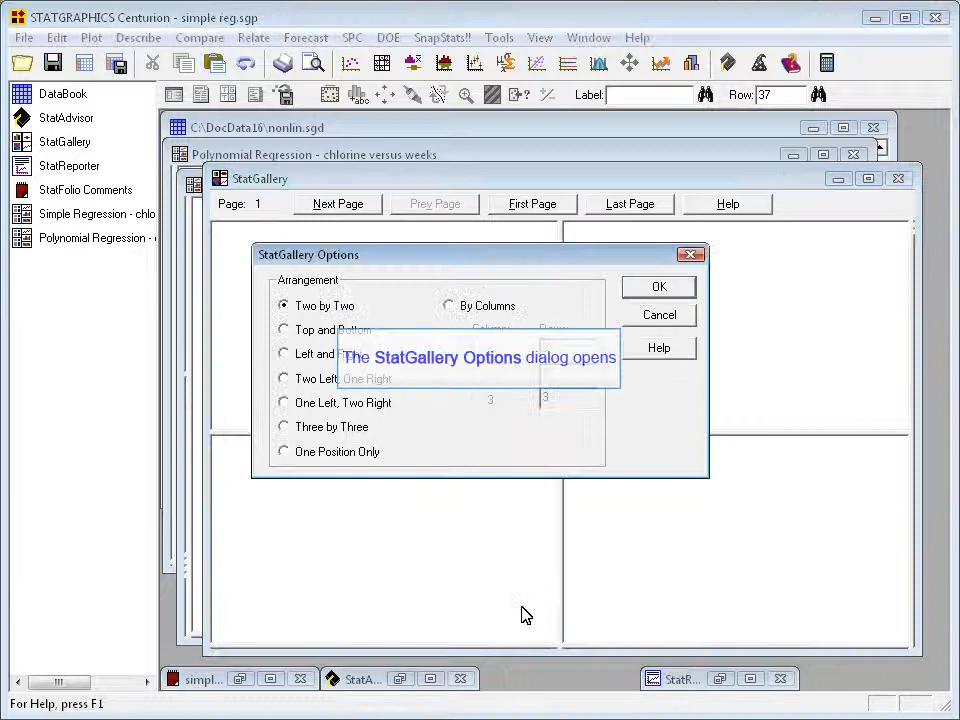 STATGRAPHICS Centurion - simple reg.sgp
File Edit Plot Describe Compare Relate Forecast SPC DOE SnapStats!! Tools View Window Help
Label: Row: 37
DataBook
StatAdvisor
StatGallery
StatReporter
StatFolio Comments
Simple Regression - chlo
Polynomial Regression -
C:\DocData16\nonlin.sgd
Polynomial Regression - chlorine versus weeks
StatGallery
Page: 1 Next Page Prev Page First Page Last Page Help
StatGallery Options
Arrangement
Two by Two By Columns
Top and Bottom
Left and
Two Left, One Right
One Left, Two Right
Three by Three
One Position Only
3 3
OK
Cancel
Help
The StatGallery Options dialog opens
simpl... StatA... StatR...
For Help, press F1